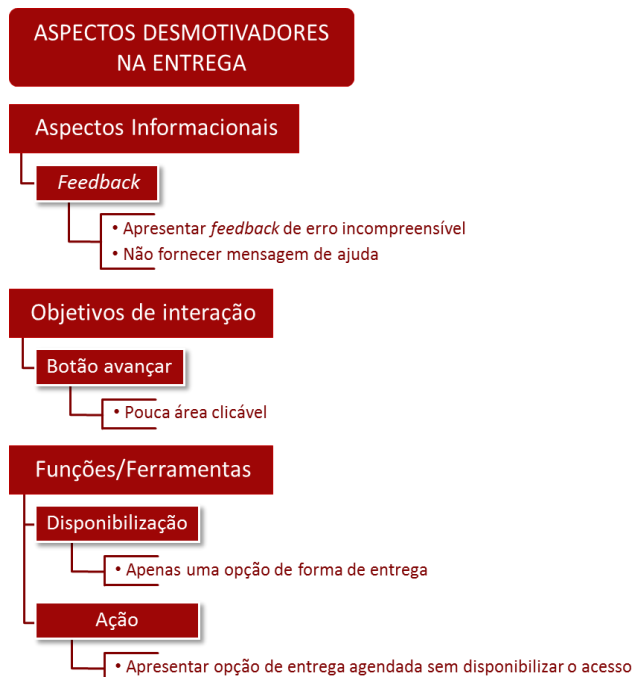 ASPECTOS DESMOTIVADORES
NA ENTREGA
Aspectos Informacionais
Feedback
• Apresentar feedback de erro incompreensível
• Não fornecer mensagem de ajuda
Objetivos de interação
Botão avançar
• Pouca área clicável
Funções/Ferramentas
Disponibilização
• Apenas uma opção de forma de entrega
Ação
• Apresentar opção de entrega agendada sem disponibilizar o acesso